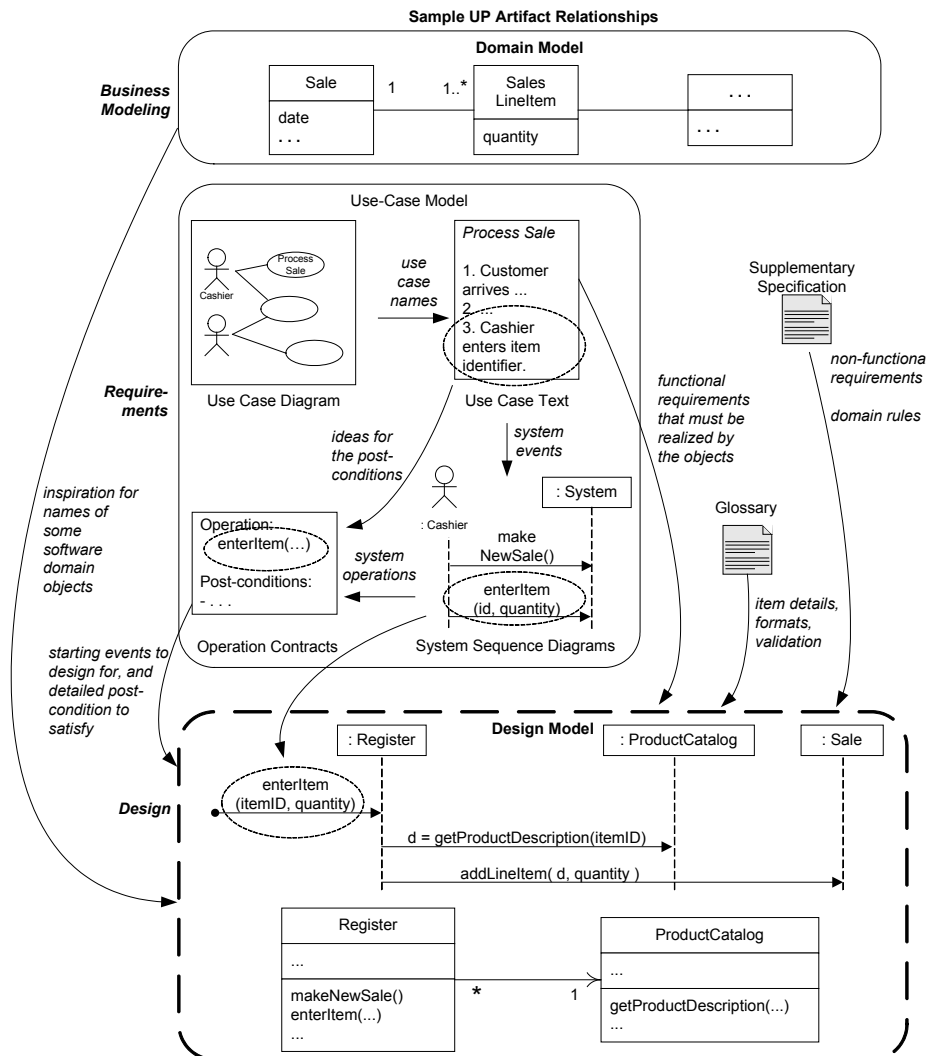 Sample UP Artifact Relationships
Domain Model
Business
Modeling
Sale
date
. . .
1
1..*
Sales
LineItem
quantity
. . .
. . .
Use-Case Model
Process
Sale
Cashier
Use Case Diagram
use
case
names
Process Sale
1. Customer
arrives ...
2. ...
3. Cashier
enters item
identifier.
Use Case Text
Supplementary
Specification
non-functiona
requirements
domain rules
Require-
ments
functional
requirements
that must be
realized by
the objects
ideas for
the post-
conditions
system
events
inspiration for
names of
some
software
domain
objects
Operation:
enterItem(…)
Post-conditions:
- . . .
Operation Contracts
system
operations
: Cashier
: System
make
NewSale()
enterItem
(id, quantity)
System Sequence Diagrams
Glossary
item details,
formats,
validation
starting events to
design for, and
detailed post-
condition to
satisfy
Design Model
: Register
: ProductCatalog
: Sale
Design
enterItem
(itemID, quantity)
d = getProductDescription(itemID)
addLineItem( d, quantity )
Register
...
makeNewSale()
enterItem(...)
...
*
1
ProductCatalog
...
getProductDescription(...)
...